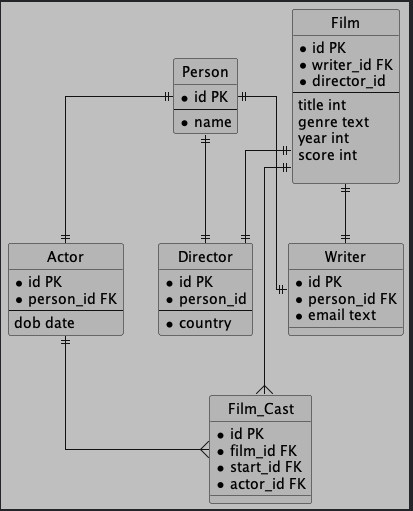 Film
id PK
writer_id FK
director_id
title int
genre text
year int
score int
Person
id PK
name
Actor
id PK
person_id FK
dob date
Director
id PK
person_id
country
Writer
id PK
person_id FK
email text
Film_Cast
id PK
film_id FK
start_id FK
actor_id FK